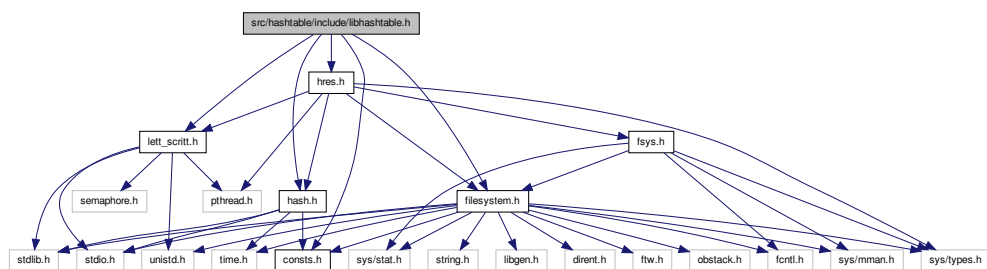 src/hashtable/include/libhashtable.h
hres.h
lett_scritt.h
fsys.h
semaphore.h
pthread.h
hash.h
filesystem.h
stdlib.h
stdio.h
unistd.h
time.h
consts.h
sys/stat.h
string.h
libgen.h
dirent.h
ftw.h
obstack.h
fcntl.h
sys/mman.h
sys/types.h